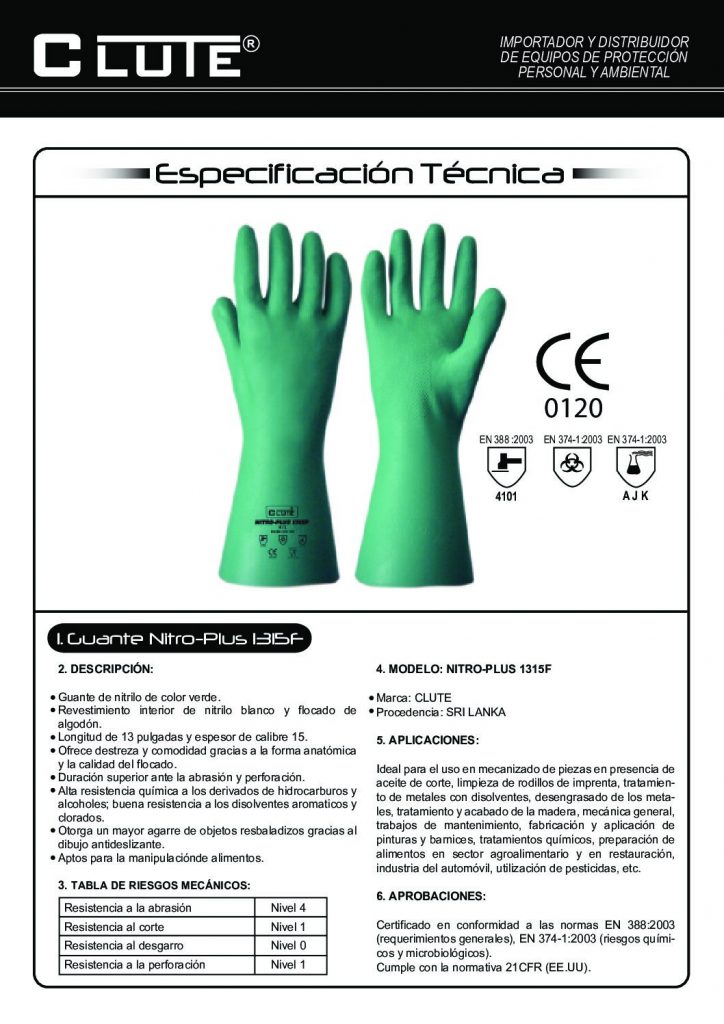 CLUTE®
IMPORTADOR Y DISTRIBUIDOR
DE EQUIPOS DE PROTECCIÓN
PERSONAL Y AMBIENTAL
Especificación Técnica
CE
0120
EN 388 :2003
EN 374-1:2003
EN 374-1:2003
4101
A J K
CLUTE
NITRO-PLUS 1315F
1. Guante Nitro-Plus 1315F
2. DESCRIPCIÓN:
• Guante de nitrilo de color verde.
• Revestimiento interior de nitrilo blanco y flocado de
algodón.
• Longitud de 13 pulgadas y espesor de calibre 15.
• Ofrece destreza y comodidad gracias a la forma anatómica
y la calidad del flocado.
• Duración superior ante la abrasión y perforación.
• Alta resistencia química a los derivados de hidrocarburos y
alcoholes; buena resistencia a los disolventes aromaticos y
clorados.
• Otorga un mayor agarre de objetos resbaladizos gracias al
dibujo antideslizante.
• Aptos para la manipulaciónde alimentos.
3. TABLA DE RIESGOS MECÁNICOS:
Resistencia a la abrasión Nivel 4
Resistencia al corte Nivel 1
Resistencia al desgarro Nivel 0
Resistencia a la perforación Nivel 1
4. MODELO: NITRO-PLUS 1315F
• Marca: CLUTE
• Procedencia: SRI LANKA
5. APLICACIONES:
Ideal para el uso en mecanizado de piezas en presencia de
aceite de corte, limpieza de rodillos de imprenta, tratamien-
to de metales con disolventes, desengrasado de los meta-
les, tratamiento y acabado de la madera, mecánica general,
trabajos de mantenimiento, fabricación y aplicación de
pinturas y barnices, tratamientos químicos, preparación de
alimentos en sector agroalimentario y en restauración,
industria del automóvil, utilización de pesticidas, etc.
6. APROBACIONES:
Certificado en conformidad a las normas EN 388:2003
(requerimientos generales), EN 374-1:2003 (riesgos quími-
cos y microbiológicos).
Cumple con la normativa 21CFR (EE.UU).